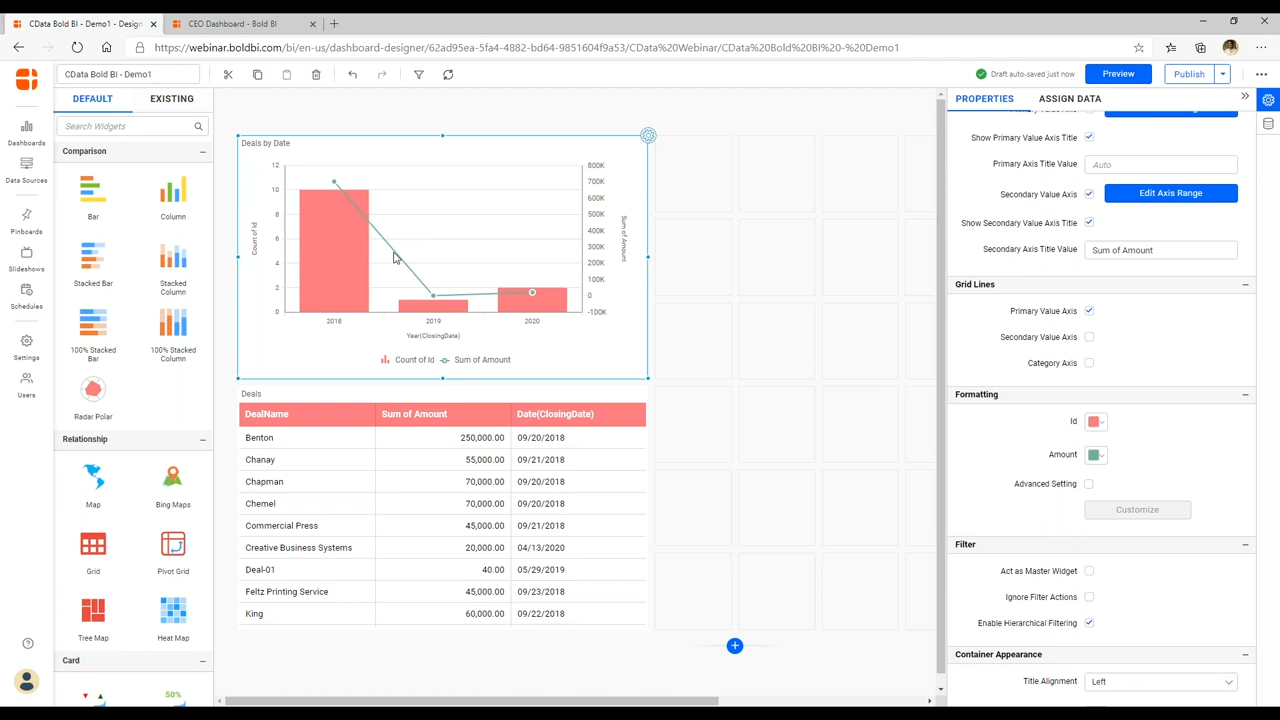 CData Bold BI - Demo1 - Desig
CEO Dashboard - Bold BI
https://webinar.boldbi.com/bi/en-us/dashboard-designer/62ad95ea-5fa4-4882-bd64-9851604f9a53/CData%20Webinar/CData%20Bold%20BI%20-%20Demo1
CData Bold BI - Demo1
Draft auto-saved just now
Preview
Publish
Dashboards
Data Sources
Pinboards
Slideshows
Schedules
Settings
Users
DEFAULT
EXISTING
Search Widgets
Comparison
Bar
Column
Stacked Bar
Stacked
Column
100% Stacked
Bar
100% Stacked
Column
Radar Polar
Relationship
Map
Bing Maps
Grid
Pivot Grid
Tree Map
Heat Map
Card
50%
Deals by Date
12
10
8
6
4
2
0
Count of Id
800K
700K
600K
500K
400K
300K
200K
100K
0
-100K
Sum of Amount
2018
2019
2020
Year(ClosingDate)
Count of Id
Sum of Amount
Deals
DealName Sum of Amount Date(ClosingDate)
Benton 250,000.00 09/20/2018
Chanay 55,000.00 09/21/2018
Chapman 70,000.00 09/20/2018
Chemel 70,000.00 09/20/2018
Commercial Press 45,000.00 09/21/2018
Creative Business Systems 20,000.00 04/13/2020
Deal-01 40.00 05/29/2019
Feltz Printing Service 45,000.00 09/23/2018
King 60,000.00 09/22/2018
PROPERTIES
ASSIGN DATA
Show Primary Value Axis Title
Primary Axis Title Value Auto
Secondary Value Axis Edit Axis Range
Show Secondary Value Axis Title
Secondary Axis Title Value Sum of Amount
Grid Lines
Primary Value Axis
Secondary Value Axis
Category Axis
Formatting
Id
Amount
Advanced Setting
Customize
Filter
Act as Master Widget
Ignore Filter Actions
Enable Hierarchical Filtering
Container Appearance
Title Alignment Left